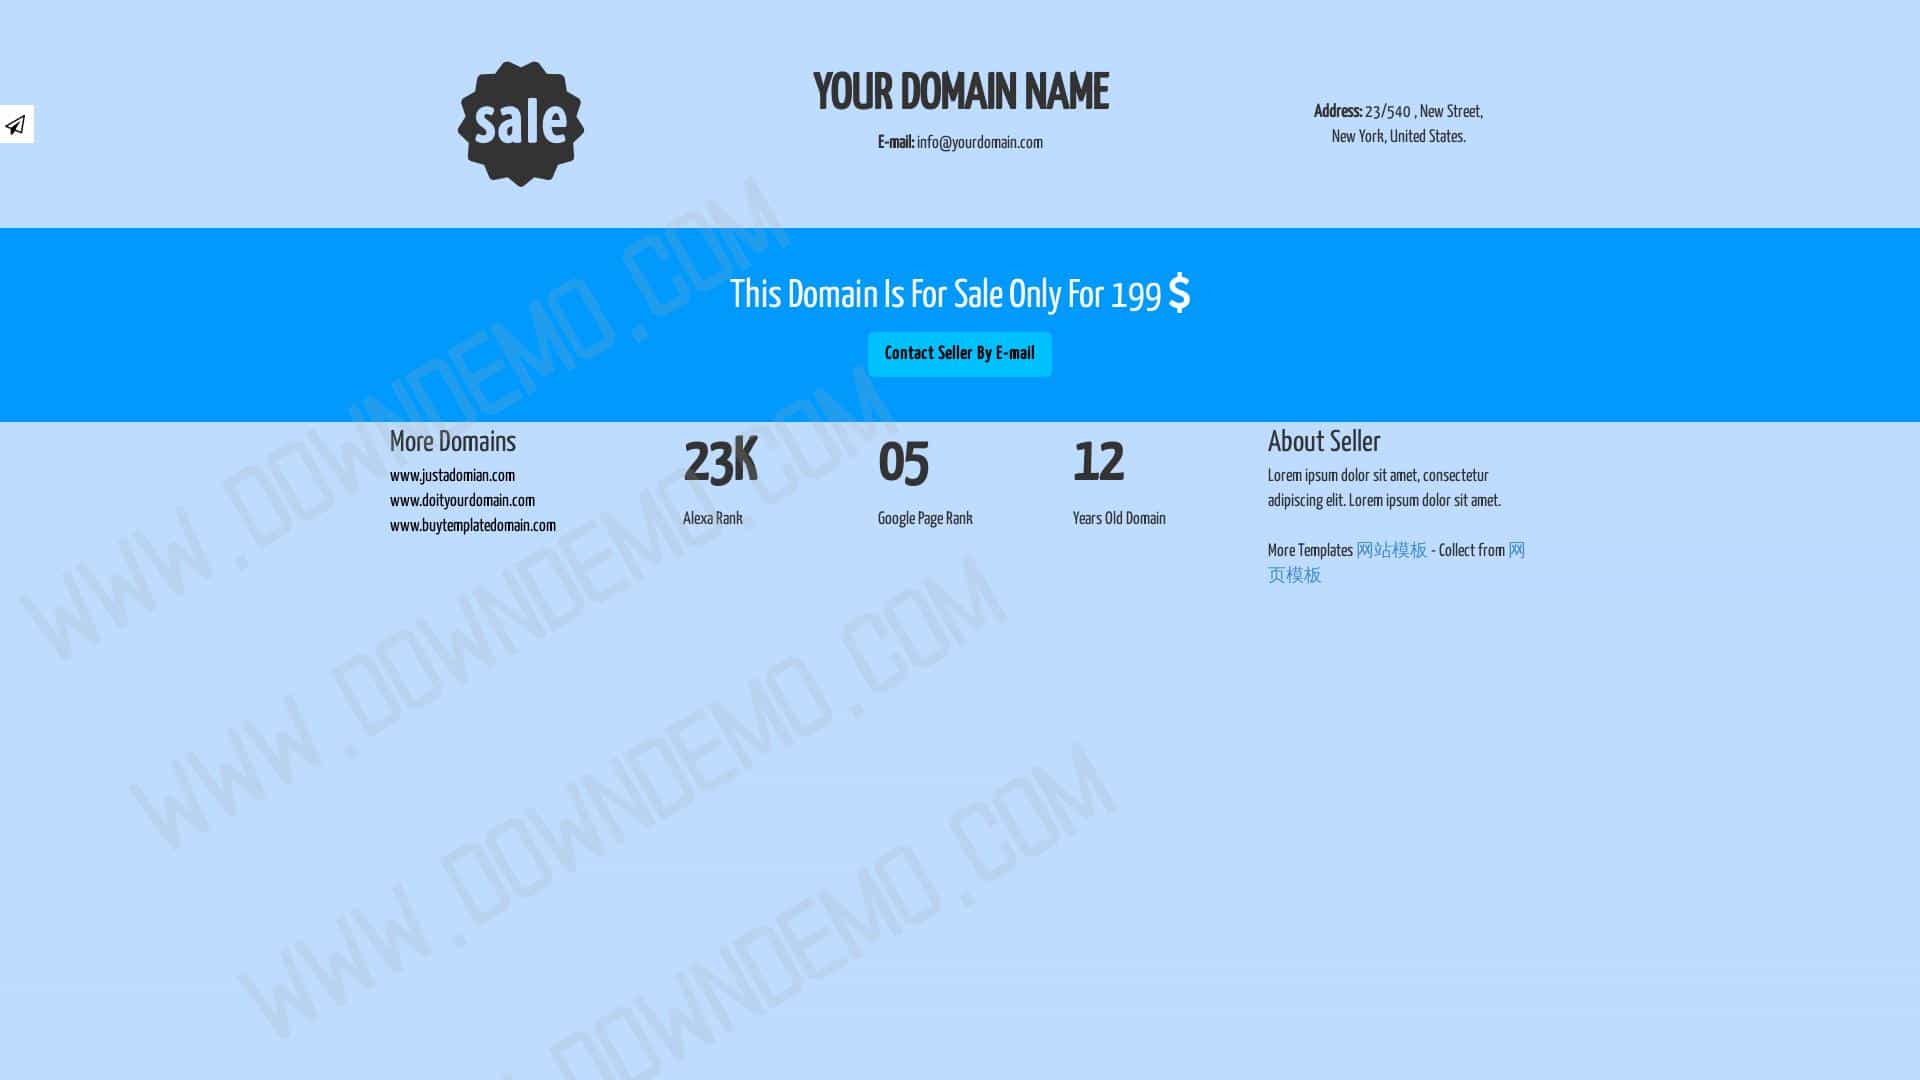 sale
YOUR DOMAIN NAME
E-mail: info@yourdomain.com
Address: 23/540 , New Street,
New York, United States.
This Domain Is For Sale Only For 199 $
Contact Seller By E-mail
More Domains
www.justadomian.com
www.doityourdomain.com
www.buytemplatedomain.com
23K
Alexa Rank
05
Google Page Rank
12
Years Old Domain
About Seller
Lorem ipsum dolor sit amet, consectetur
adipiscing elit. Lorem ipsum dolor sit amet.
More Templates 网站模板 - Collect from 网
页模板
WWW.DOWNDEMO.COM
WWW.DOWNDEMO.COM
WWW.DOWNDEMO.COM
DOWNDEMO.COM